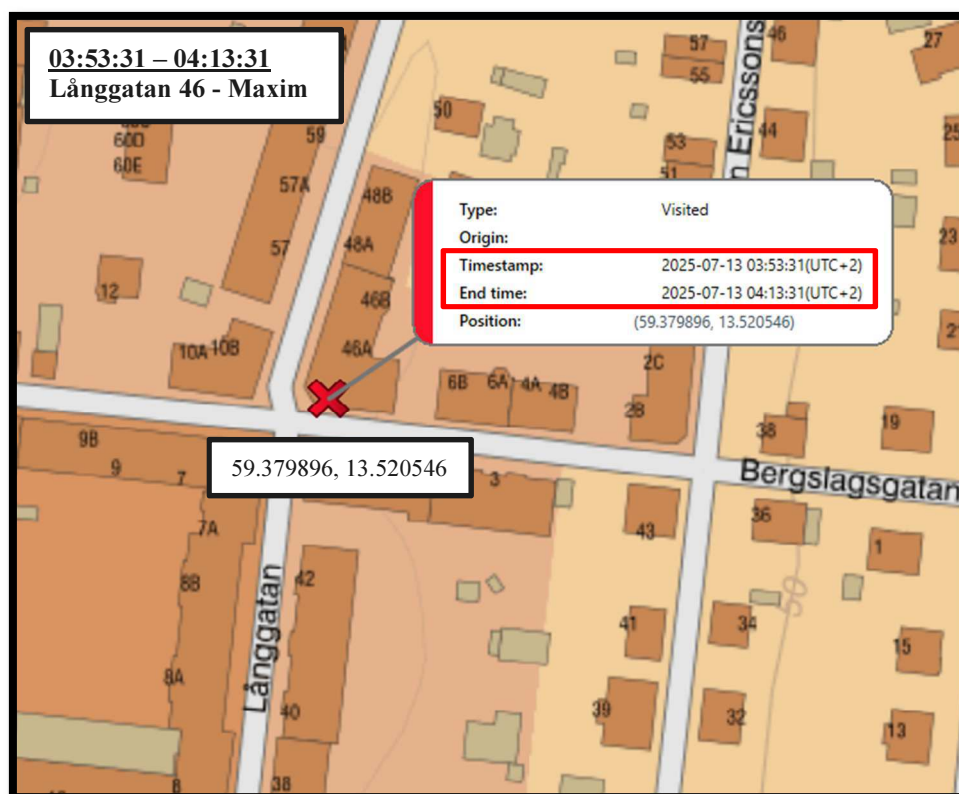 03:53:31 – 04:13:31
Långgatan 46 - Maxim
57
55
46
27
n Ericssons
60D
60E
59
50
53
51
44
25
57A
48B
57
48A
Type: Visited
Origin:
Timestamp: 2025-07-13 03:53:31(UTC+2)
End time: 2025-07-13 04:13:31(UTC+2)
Position: (59.379896, 13.520546)
23
12
46B
10A 10B
46A
2C
6B 6A 4A 4B
2B
38
19
9B
9
7
59.379896, 13.520546
3
Bergslagsgatan
7A
43
36
1
8B
42
50
Långgatan
41
34
15
8A
40
39
32
13
8
38